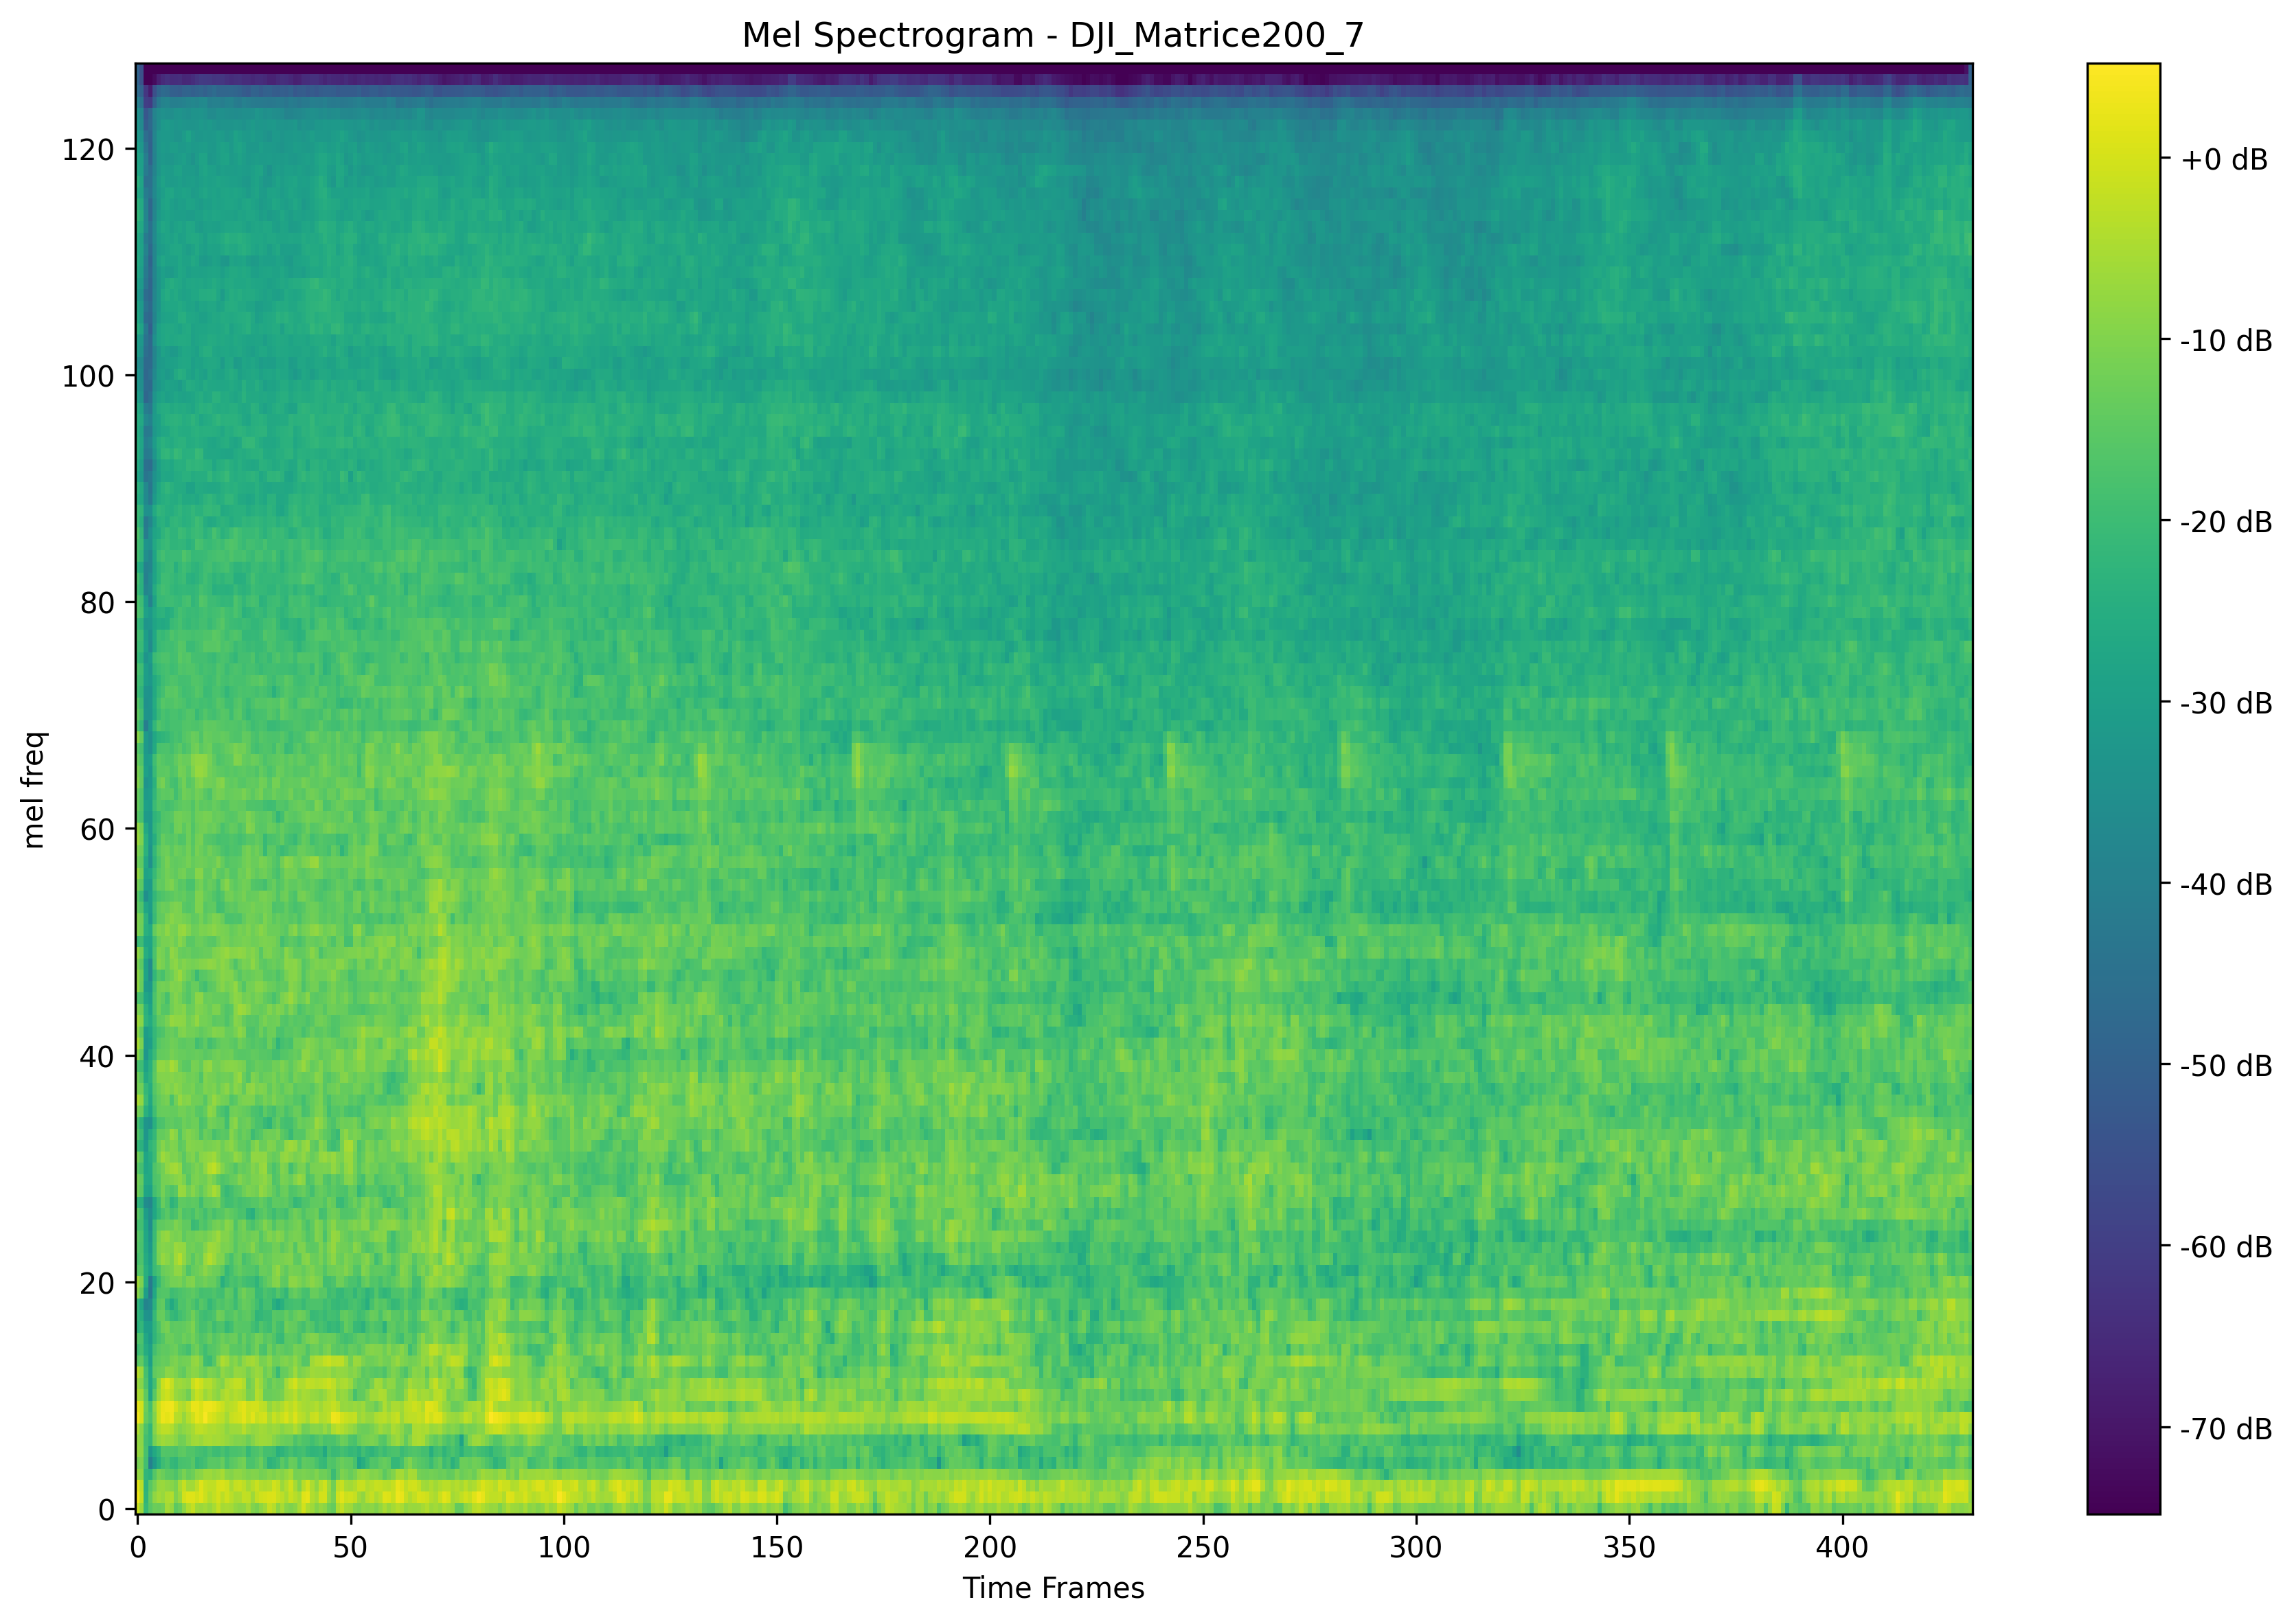 Mel Spectrogram - DJI_Matrice200_7
mel freq
120
100
80
60
40
20
0
0 50 100 150 200 250 300 350 400
Time Frames
+0 dB
-10 dB
-20 dB
-30 dB
-40 dB
-50 dB
-60 dB
-70 dB